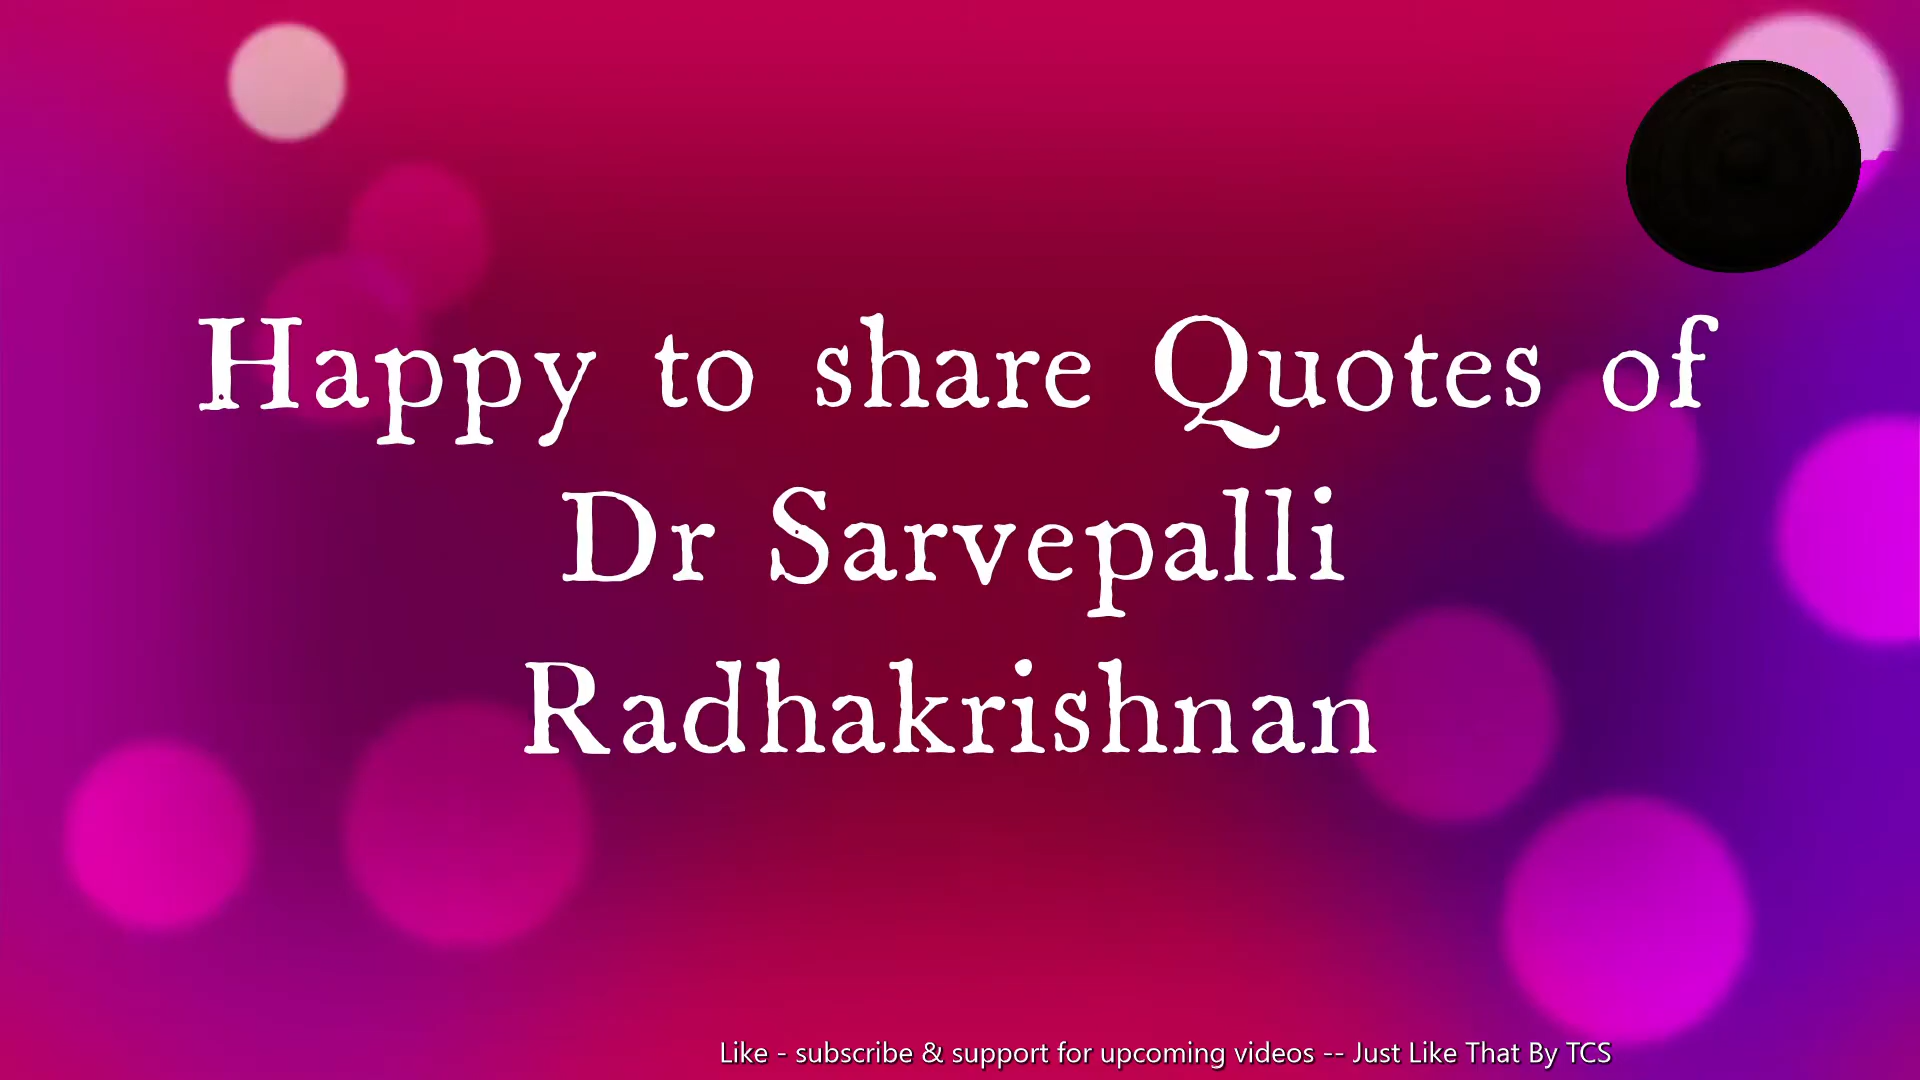 Happy to share Quotes of
Dr Sarvepalli
Radhakrishnan
Like - subscribe & support for upcoming videos -- Just Like That By TCS